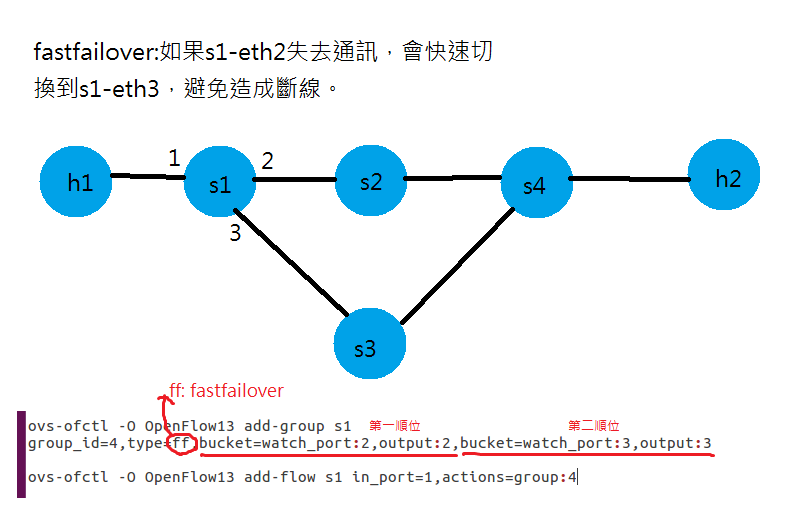 fastfailover:如果s1-eth2失去通訊，會快速切
換到s1-eth3，避免造成斷線。
1
2
h1
s1
s2
s4
h2
3
s3
ff: fastfailover
ovs-ofctl -O OpenFlow13 add-group s1 第一順位 第二順位
group_id=4,type=ff,bucket=watch_port:2,output:2,bucket=watch_port:3,output:3
ovs-ofctl -O OpenFlow13 add-flow s1 in_port=1,actions=group:4